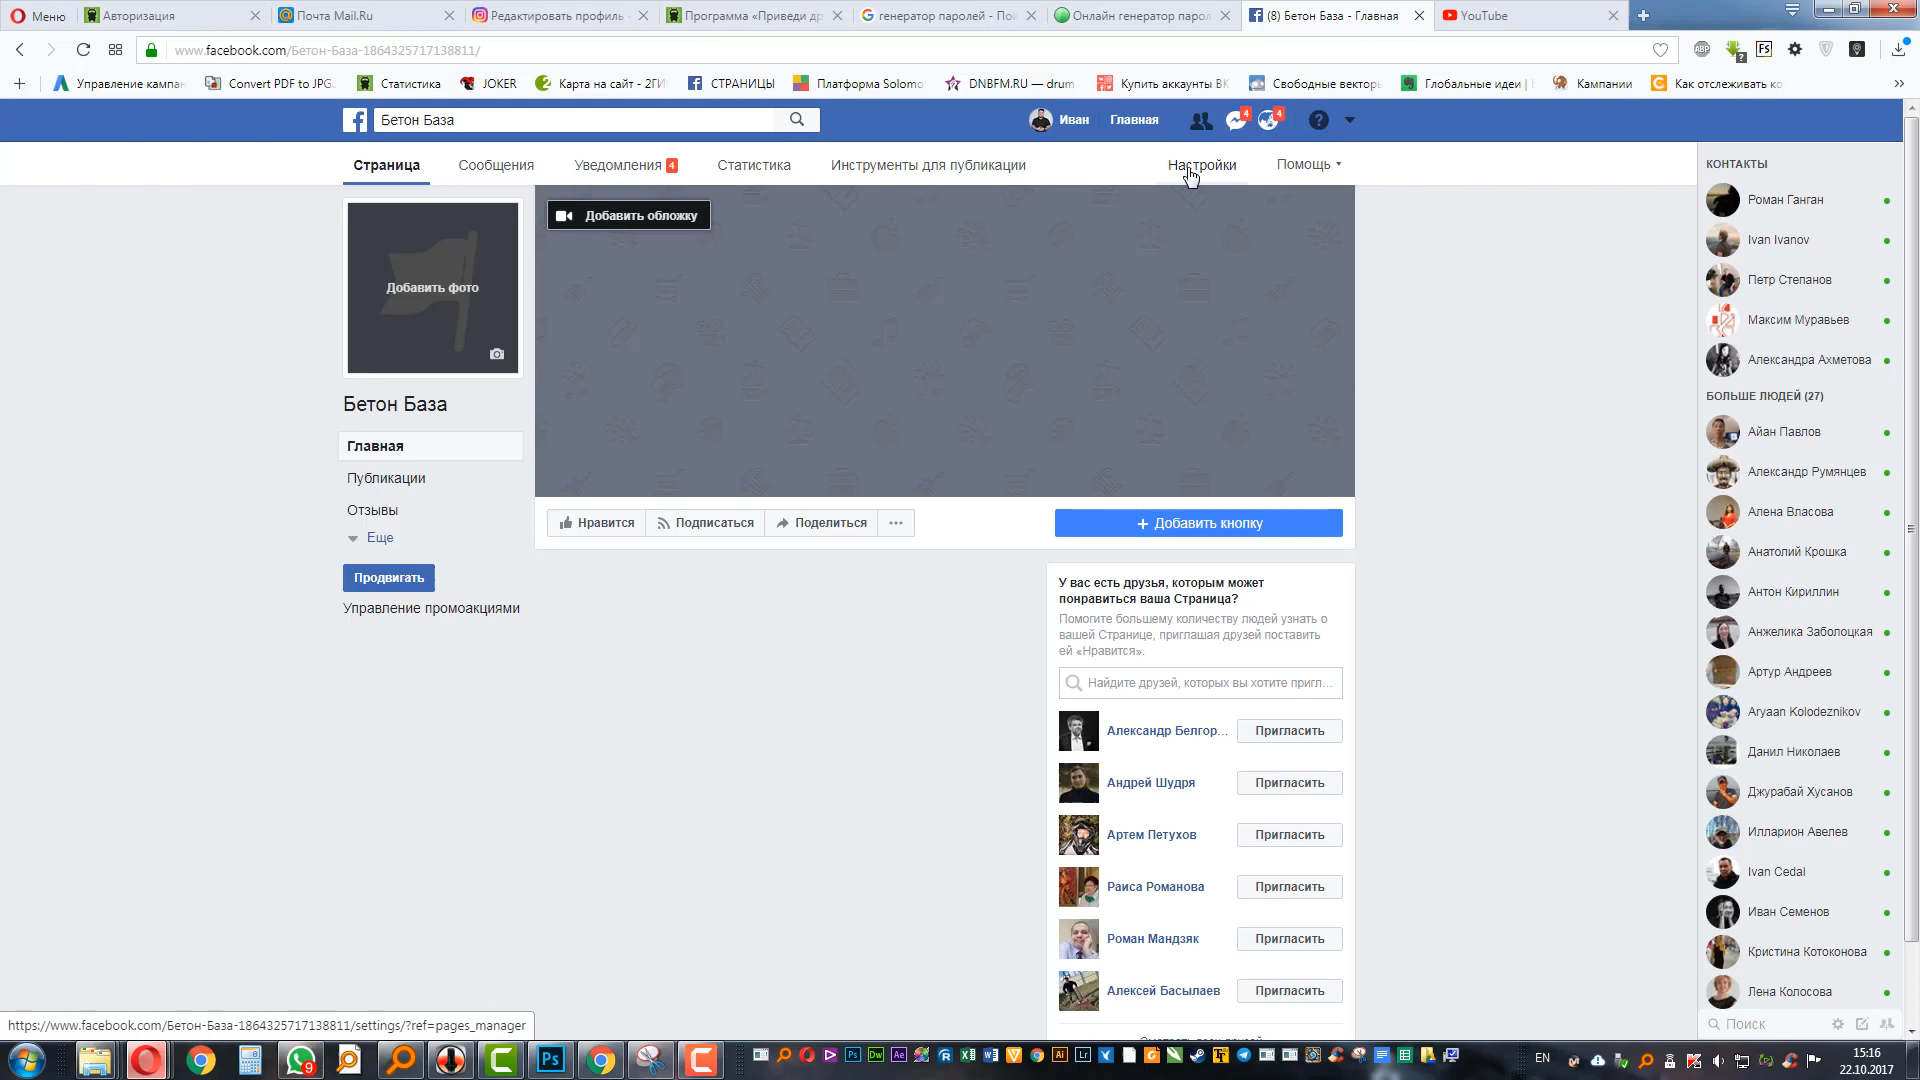 Меню
Авторизация
Почта Mail.Ru
Редактировать профиль
Программа «Приведи др
генератор паролей - Пои
Онлайн генератор парол
(8) Бетон База - Главная
YouTube
www.facebook.com/Бетон-База-1864325717138811/
Управление кампан
Convert PDF to JPG.
Статистика
JOKER
Карта на сайт - 2ГИ
СТРАНИЦЫ
Платформа Solomo
DNBFM.RU — drum
Купить аккаунты ВК
Свободные векторы
Глобальные идеи |
Кампании
Как отслеживать ко
Бетон База
Иван
Главная
4
4
Страница
Сообщения
Уведомления 4
Статистика
Инструменты для публикации
Настройки
Помощь
Добавить обложку
Добавить фото
Бетон База
Главная
Публикации
Отзывы
Еще
Продвигать
Управление промоакциями
Нравится
Подписаться
Поделиться
+ Добавить кнопку
У вас есть друзья, которым может
понравиться ваша Страница?
Помогите большему количеству людей узнать о
вашей Странице, приглашая друзей поставить
ей «Нравится».
Найдите друзей, которых вы хотите пригл...
Александр Белгор...
Пригласить
Андрей Шудря
Пригласить
Артем Петухов
Пригласить
Раиса Романова
Пригласить
Роман Мандзяк
Пригласить
Алексей Басылаев
Пригласить
КОНТАКТЫ
Роман Ганган
Ivan Ivanov
Петр Степанов
Максим Муравьев
Александра Ахметова
БОЛЬШЕ ЛЮДЕЙ (27)
Айан Павлов
Александр Румянцев
Алена Власова
Анатолий Крошка
Антон Кириллин
Анжелика Заболоцкая
Артур Андреев
Aryaan Kolodeznikov
Данил Николаев
Джурабай Хусанов
Илларион Авелев
Ivan Cedal
Иван Семенов
Кристина Котоконова
Лена Колосова
Поиск
https://www.facebook.com/Бетон-База-1864325717138811/settings/?ref=pages_manager
EN
15:16
22.10.2017